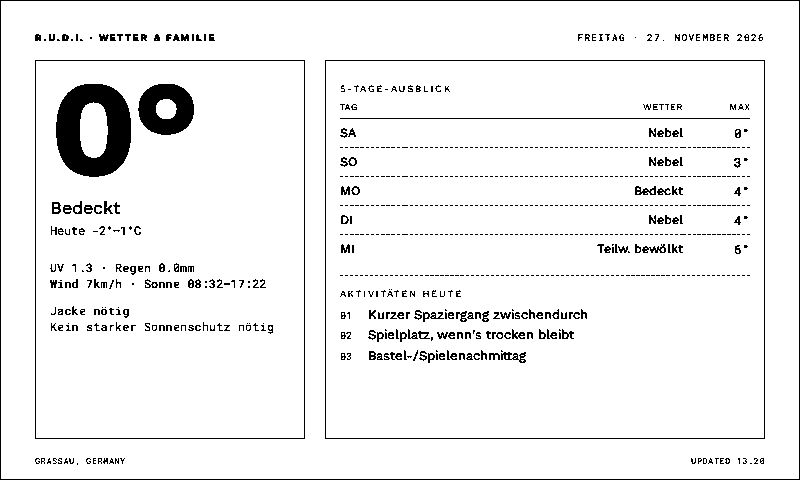 R.U.D.I. · WETTER & FAMILIE
FREITAG · 27. NOVEMBER 2026
0°
Bedeckt
Heute -2°–1°C
UV 1.3 · Regen 0.0mm
Wind 7km/h · Sonne 08:32–17:22
Jacke nötig
Kein starker Sonnenschutz nötig
5-TAGE-AUSBLICK
TAG WETTER MAX
SA Nebel 0°
SO Nebel 3°
MO Bedeckt 4°
DI Nebel 4°
MI Teilw. bewölkt 6°
AKTIVITÄTEN HEUTE
01 Kurzer Spaziergang zwischendurch
02 Spielplatz, wenn's trocken bleibt
03 Bastel-/Spielenachmittag
GRASSAU, GERMANY
UPDATED 13.20